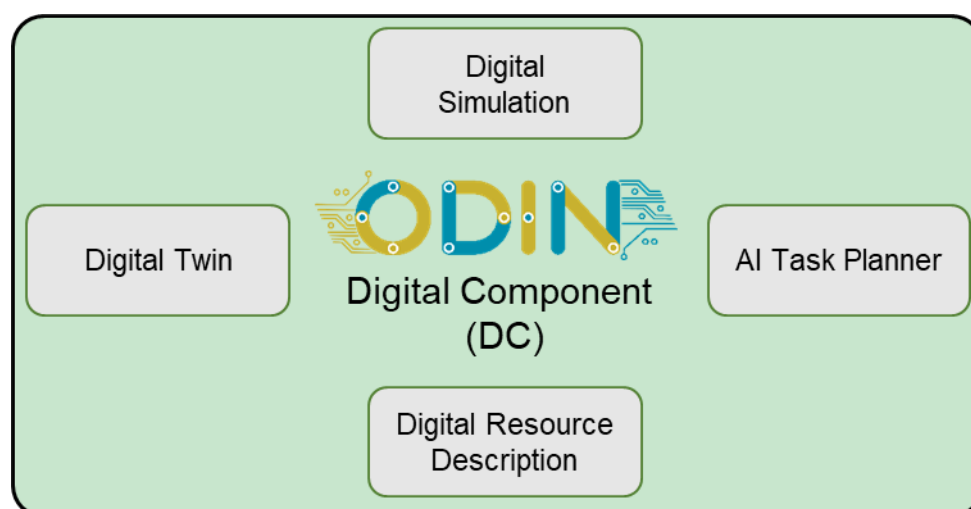 Digital
Simulation
ODIN
Digital Twin
AI Task Planner
Digital Component
(DC)
Digital Resource
Description